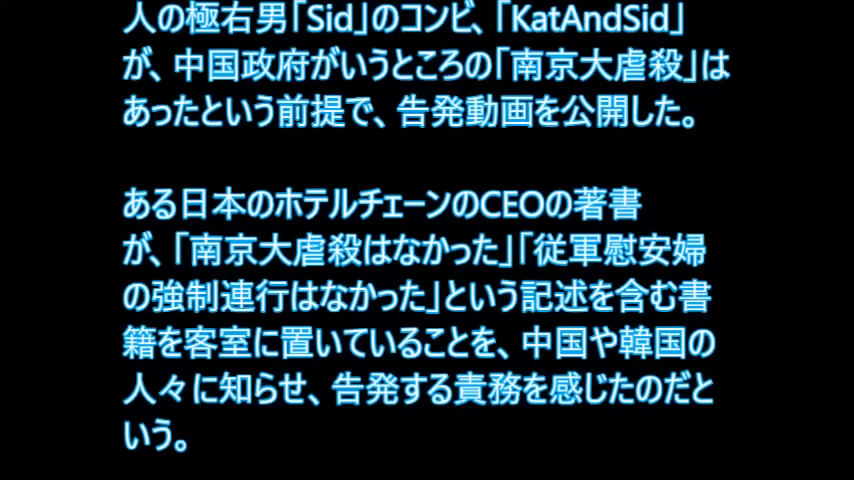 人の極右男「Sid」のコンビ、「KatAndSid」
が、中国政府がいうところの「南京大虐殺」は
あったという前提で、告発動画を公開した。
ある日本のホテルチェーンのCEOの著書
が、「南京大虐殺はなかった」「従軍慰安婦
の強制連行はなかった」という記述を含む書
籍を客室に置いていることを、中国や韓国の
人々に知らせ、告発する責務を感じたのだと
いう。